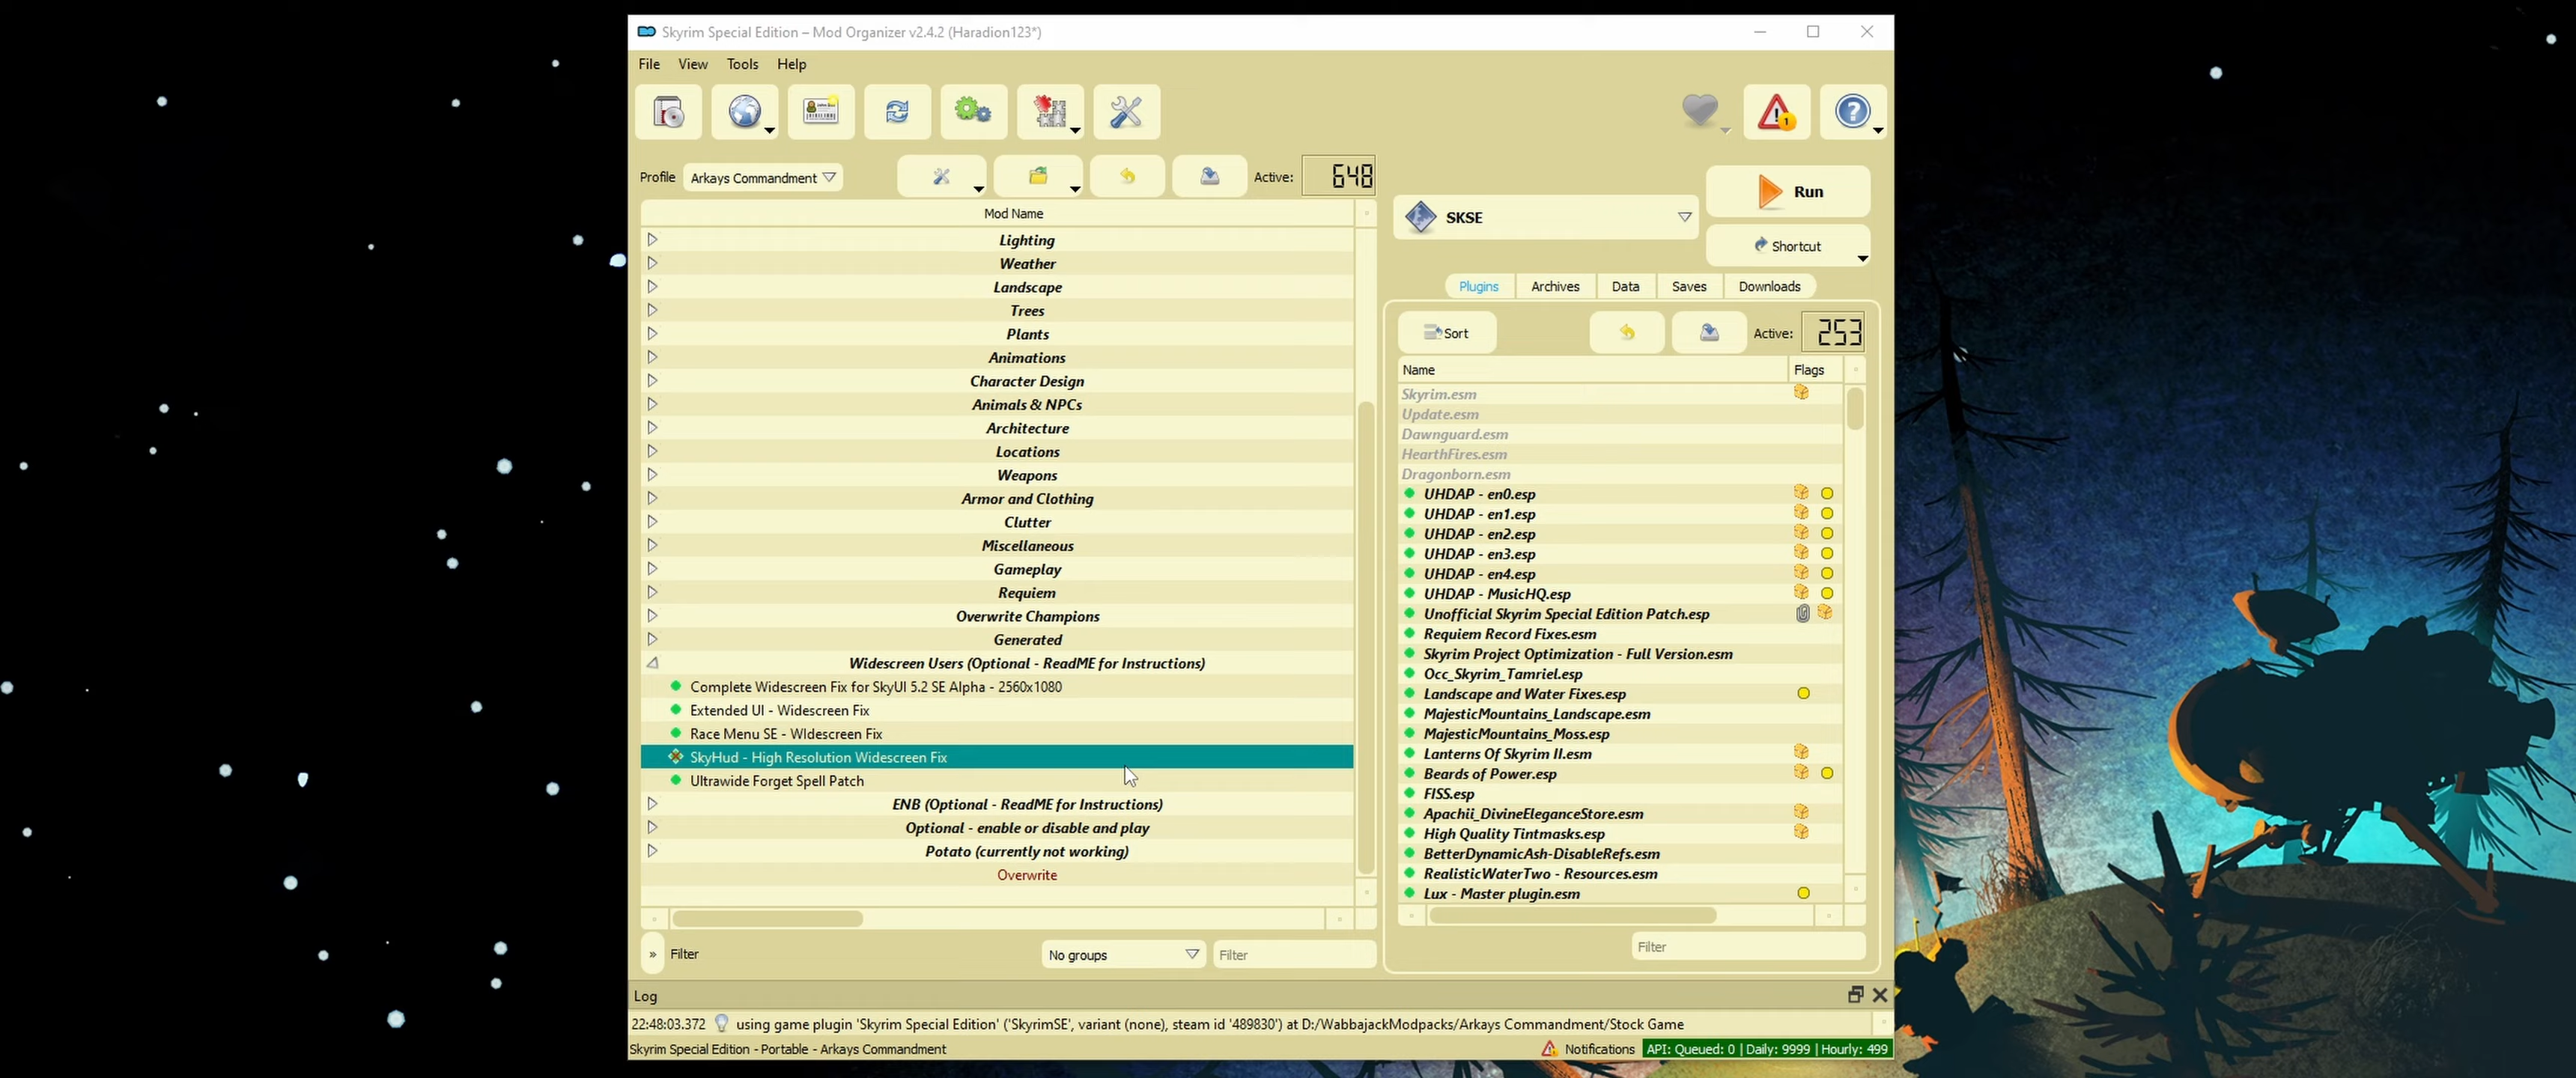 Skyrim Special Edition – Mod Organizer v2.4.2 (Haradion123*)
File View Tools Help
1
Profile Arkays Commandment Active: 648
Mod Name
Lighting
Weather
Landscape
Trees
Plants
Animations
Character Design
Animals & NPCs
Architecture
Locations
Weapons
Armor and Clothing
Clutter
Miscellaneous
Gameplay
Requiem
Overwrite Champions
Generated
Widescreen Users (Optional - ReadME for Instructions)
Complete Widescreen Fix for SkyUI 5.2 SE Alpha - 2560x1080
Extended UI - Widescreen Fix
Race Menu SE - WIdescreen Fix
SkyHud - High Resolution Widescreen Fix
Ultrawide Forget Spell Patch
ENB (Optional - ReadME for Instructions)
Optional - enable or disable and play
Potato (currently not working)
Overwrite
» Filter No groups Filter
SKSE
Run
Shortcut
Plugins Archives Data Saves Downloads
Sort Active: 253
Name Flags
Skyrim.esm
Update.esm
Dawnguard.esm
HearthFires.esm
Dragonborn.esm
UHDAP - en0.esp
UHDAP - en1.esp
UHDAP - en2.esp
UHDAP - en3.esp
UHDAP - en4.esp
UHDAP - MusicHQ.esp
Unofficial Skyrim Special Edition Patch.esp
Requiem Record Fixes.esm
Skyrim Project Optimization - Full Version.esm
Occ_Skyrim_Tamriel.esp
Landscape and Water Fixes.esp
MajesticMountains_Landscape.esm
MajesticMountains_Moss.esp
Lanterns Of Skyrim II.esm
Beards of Power.esp
FISS.esp
Apachii_DivineEleganceStore.esm
High Quality Tintmasks.esp
BetterDynamicAsh-DisableRefs.esm
RealisticWaterTwo - Resources.esm
Lux - Master plugin.esm
Filter
Log
22:48:03.372 using game plugin 'Skyrim Special Edition' ('SkyrimSE', variant (none), steam id '489830') at D:/WabbajackModpacks/Arkays Commandment/Stock Game
Skyrim Special Edition - Portable - Arkays Commandment Notifications API: Queued: 0 | Daily: 9999 | Hourly: 499